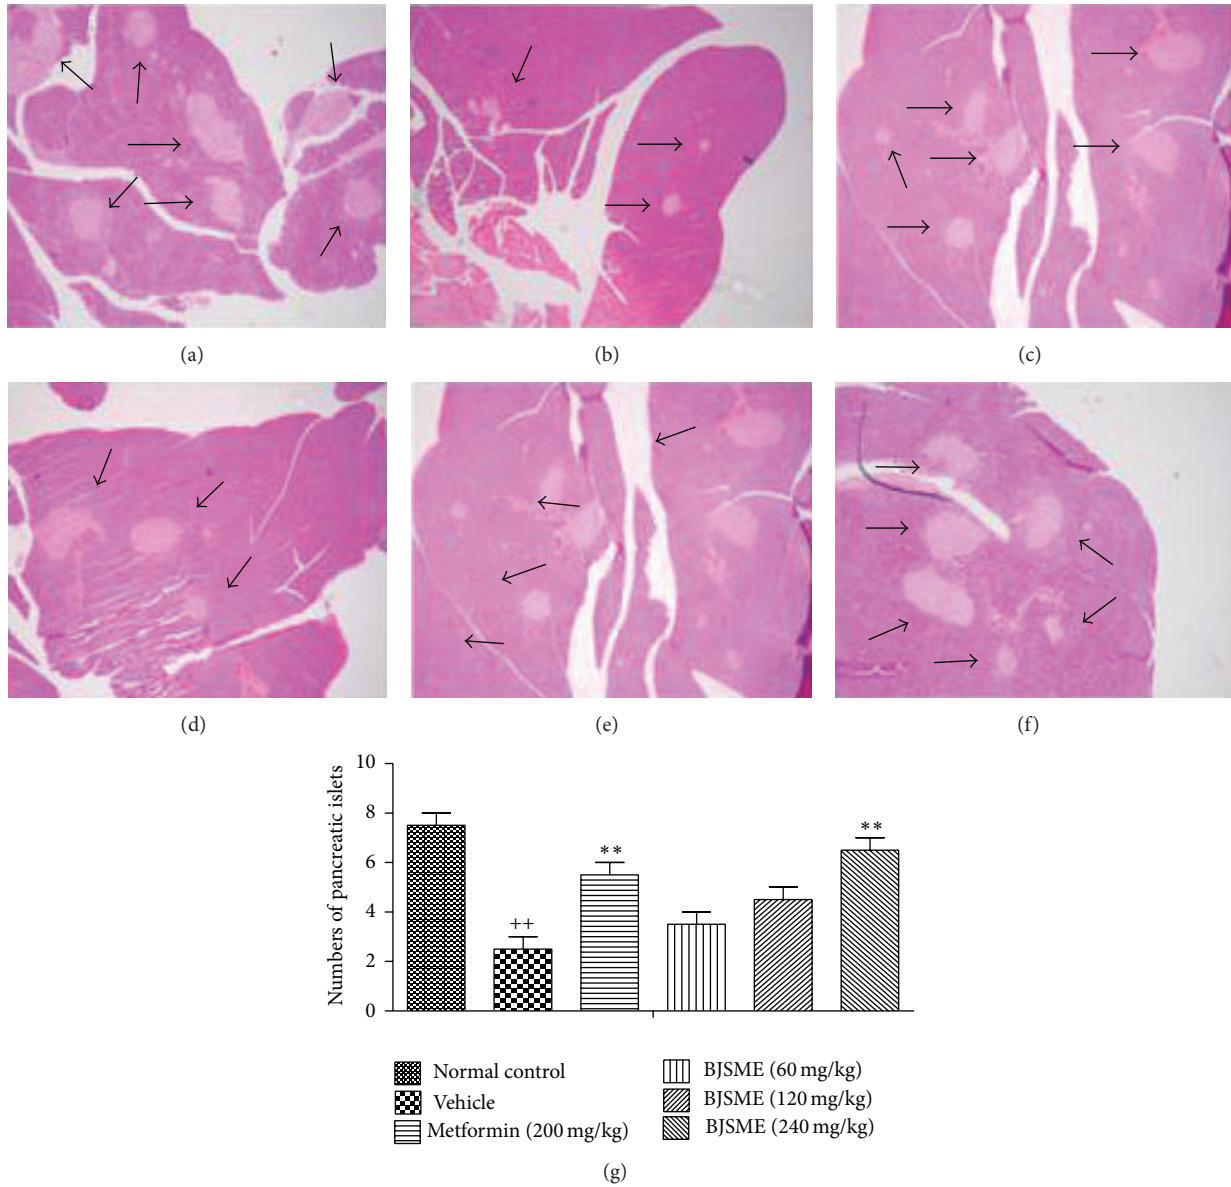 (a)
(b)
(c)
(d)
(e)
(f)
10
8
6
4
2
0
Numbers of pancreatic islets
++
**
**
Normal control
Vehicle
Metformin (200 mg/kg)
BJSME (60 mg/kg)
BJSME (120 mg/kg)
BJSME (240 mg/kg)
(g)